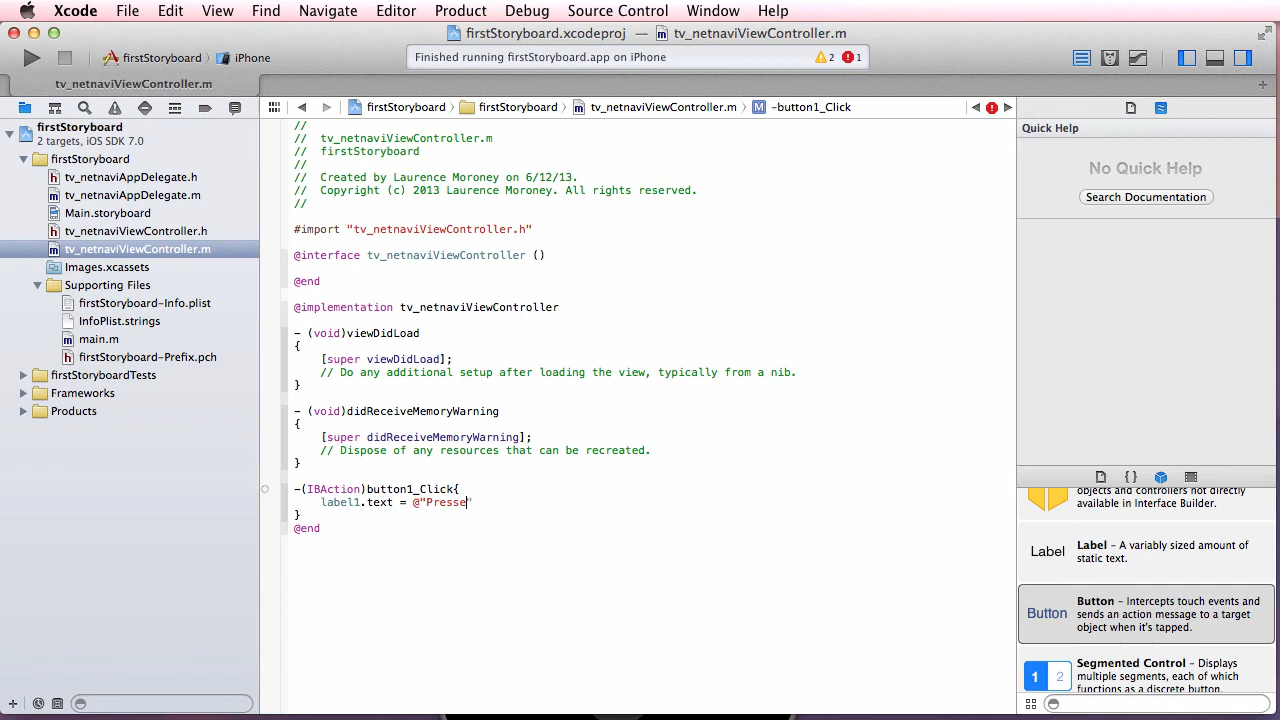 Xcode File Edit View Find Navigate Editor Product Debug Source Control Window Help
firstStoryboard.xcodeproj — tv_netnaviViewController.m
firstStoryboard iPhone
Finished running firstStoryboard.app on iPhone 2 1
tv_netnaviViewController.m
firstStoryboard firstStoryboard tv_netnaviViewController.m M -button1_Click
firstStoryboard
2 targets, iOS SDK 7.0
firstStoryboard
h tv_netnaviAppDelegate.h
m tv_netnaviAppDelegate.m
Main.storyboard
h tv_netnaviViewController.h
m tv_netnaviViewController.m
Images.xcassets
Supporting Files
firstStoryboard-Info.plist
InfoPlist.strings
m main.m
h firstStoryboard-Prefix.pch
firstStoryboardTests
Frameworks
Products
//
// tv_netnaviViewController.m
// firstStoryboard
//
// Created by Laurence Moroney on 6/12/13.
// Copyright (c) 2013 Laurence Moroney. All rights reserved.
//
#import "tv_netnaviViewController.h"
@interface tv_netnaviViewController ()
@end
@implementation tv_netnaviViewController
- (void)viewDidLoad
{
[super viewDidLoad];
// Do any additional setup after loading the view, typically from a nib.
}
- (void)didReceiveMemoryWarning
{
[super didReceiveMemoryWarning];
// Dispose of any resources that can be recreated.
}
-(IBAction)button1_Click{
label1.text = @"Presse"
}
@end
Quick Help
No Quick Help
Search Documentation
{ }
objects and controllers not directly
available in Interface Builder.
Label Label - A variably sized amount of
static text.
Button Button - Intercepts touch events and
sends an action message to a target
object when it's tapped.
1 2 Segmented Control - Displays
multiple segments, each of which
functions as a discrete button.